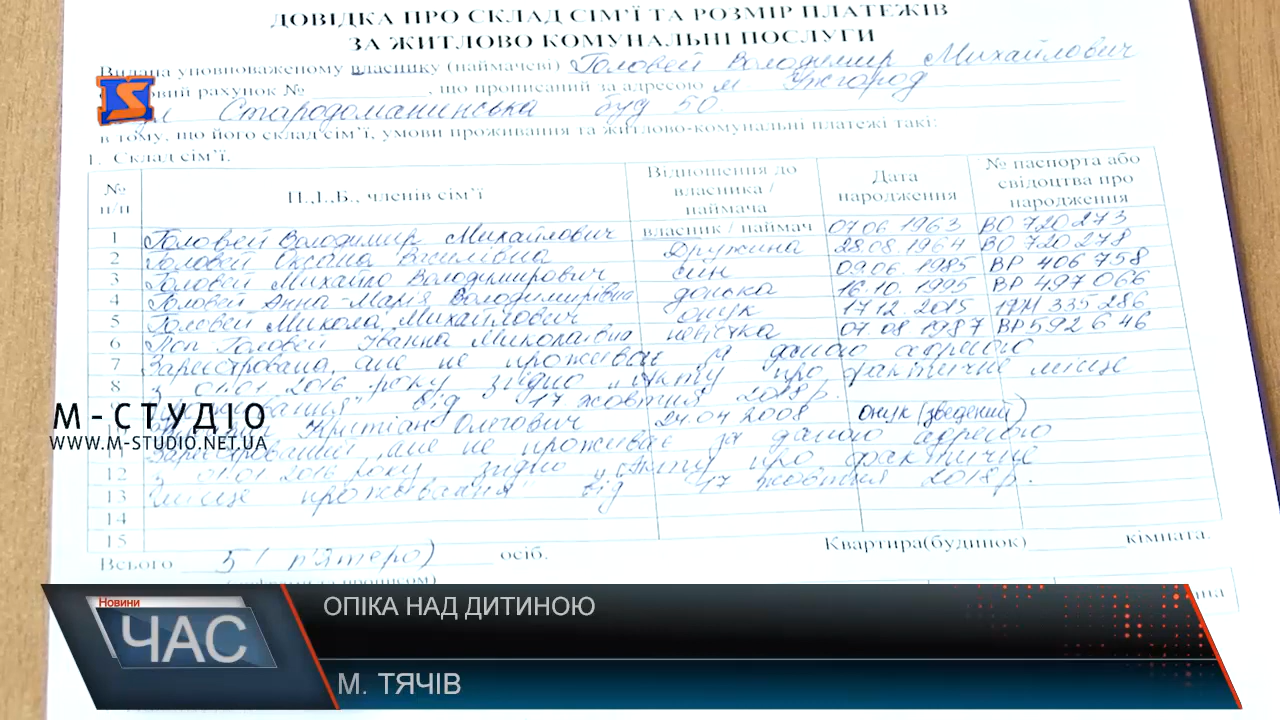 ДОВІДКА ПРО СКЛАД СІМ'Ї ТА РОЗМІР ПЛАТЕЖІВ
ЗА ЖИТЛОВО КОМУНАЛЬНІ ПОСЛУГИ
Видана уповноваженому власнику (наймачеві) Головей Володимир Михайлович
рахунок № , що прописаний за адресою м Ужгород
Стародоманинська буд 50.
в тому, що його склад сім'ї, умови проживання та житлово-комунальні платежі такі:
1. Склад сім'ї.
№ п/п П.,І.,Б., членів сім'ї Відношення до власника / наймача Дата народження № паспорта або свідоцтва про народження
1 Головей Володимир Михайлович власник / наймач 07.06 1963 ВО 720273
2 Головей Оксана Василівна Дружина 28.08.1964 ВО 720278
3 Головей Михайло Володимирович син 09.06.1985 ВР 406758
4 Головей Анна-Марія Володимирівна донька 16.10.1995 ВР 497066
5 Головей Микола Михайлович онук 17.12.2015 335286
6 Головей Іванна Миколаївна невістка 07 08 1987 ВР592646
7 Зареєстрована, але не проживає за даною адресою
8 з 01.01.2016 року згідно „Акту про фактичне місце
проживання" від 17 жовтня 2018р.
Олегович 24.04 2008 онук (зведений)
11 Зареєстрований, але не проживає за даною адресою
12 з 01.01.2016 року, згідно „Акту про фактичне
13 місце проживання" від 17 жовтня 2018р.
14
15
Всього 5 (п'ятеро) осіб.
Квартира(будинок) кімната.
М-СТУДІО
WWW.M-STUDIO.NET.UA
Новини
ЧАС
ОПІКА НАД ДИТИНОЮ
М. ТЯЧІВ